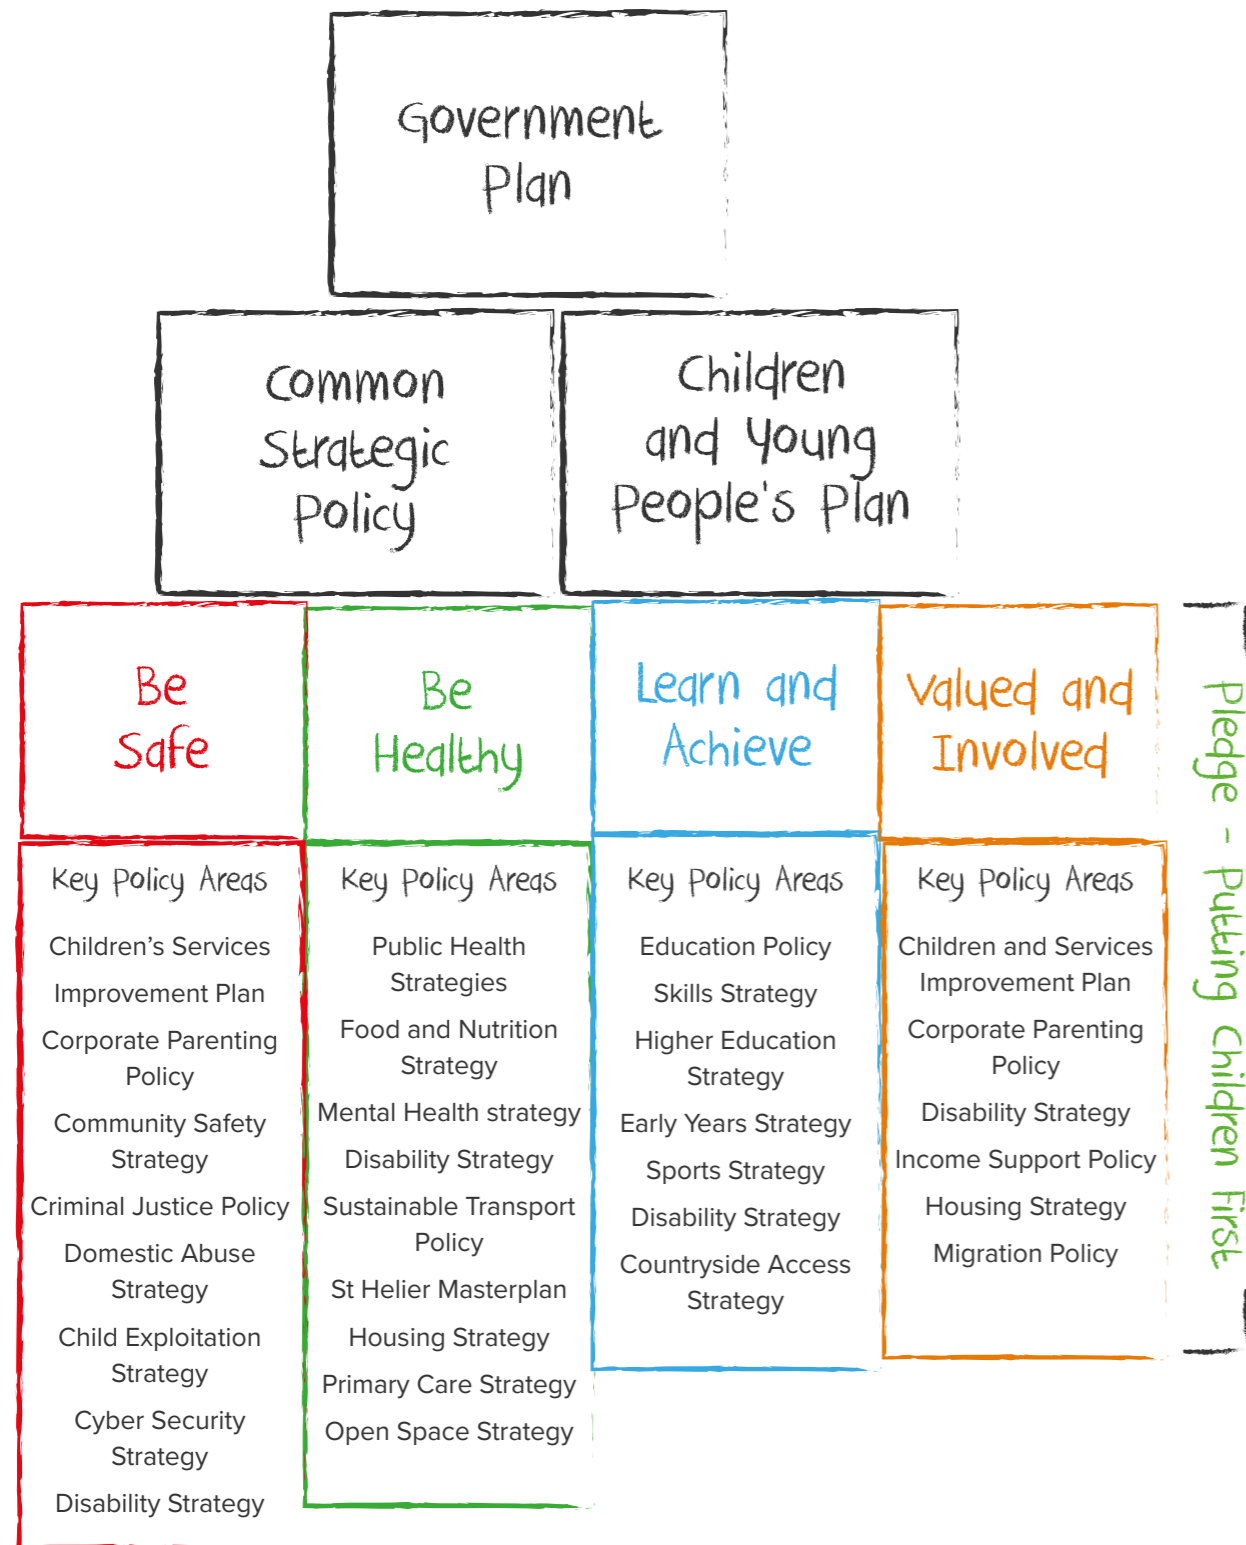 Government
Plan
Common
Strategic
Policy
Children
and Young
People's Plan
Be
Safe
Be
Healthy
Learn and
Achieve
Valued and
Involved
Key Policy Areas
Children’s Services
Improvement Plan
Corporate Parenting
Policy
Community Safety
Strategy
Criminal Justice Policy
Domestic Abuse
Strategy
Child Exploitation
Strategy
Cyber Security
Strategy
Disability Strategy
Key Policy Areas
Public Health
Strategies
Food and Nutrition
Strategy
Mental Health strategy
Disability Strategy
Sustainable Transport
Policy
St Helier Masterplan
Housing Strategy
Primary Care Strategy
Open Space Strategy
Key Policy Areas
Education Policy
Skills Strategy
Higher Education
Strategy
Early Years Strategy
Sports Strategy
Disability Strategy
Countryside Access
Strategy
Key Policy Areas
Children and Services
Improvement Plan
Corporate Parenting
Policy
Disability Strategy
Income Support Policy
Housing Strategy
Migration Policy
Pledge - Putting Children First